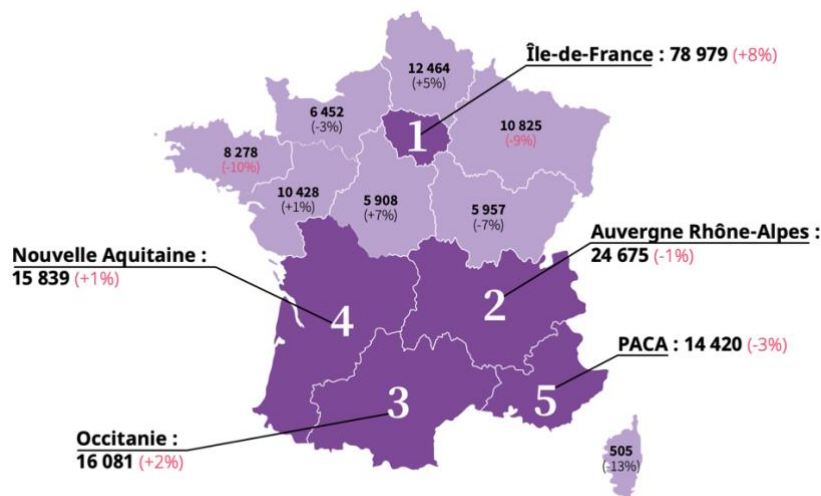 Île-de-France : 78 979 (+8%)
12 464
(+5%)
6 452
(-3%)
1
10 825
(-9%)
8 278
(-10%)
10 428
(+1%)
5 908
(+7%)
5 957
(-7%)
Auvergne Rhône-Alpes :
24 675 (-1%)
Nouvelle Aquitaine :
15 839 (+1%)
2
4
PACA : 14 420 (-3%)
3
5
Occitanie :
16 081 (+2%)
505
(-13%)